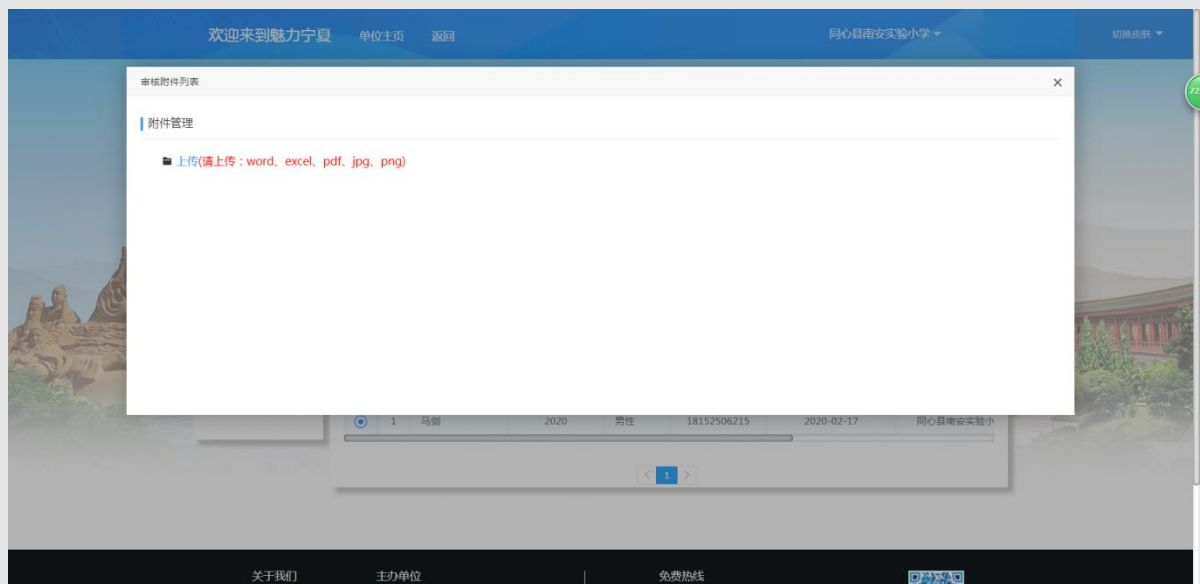 欢迎来到魅力宁夏 单位主页 返回 同心县南安实验小学 切换皮肤
审核附件列表 ×
72
附件管理
上传(请上传：word、excel、pdf、jpg、png)
1 2020 男性 18152506215 2020-02-17 同心县南安实验小
< 1 >
关于我们 主办单位 免费热线